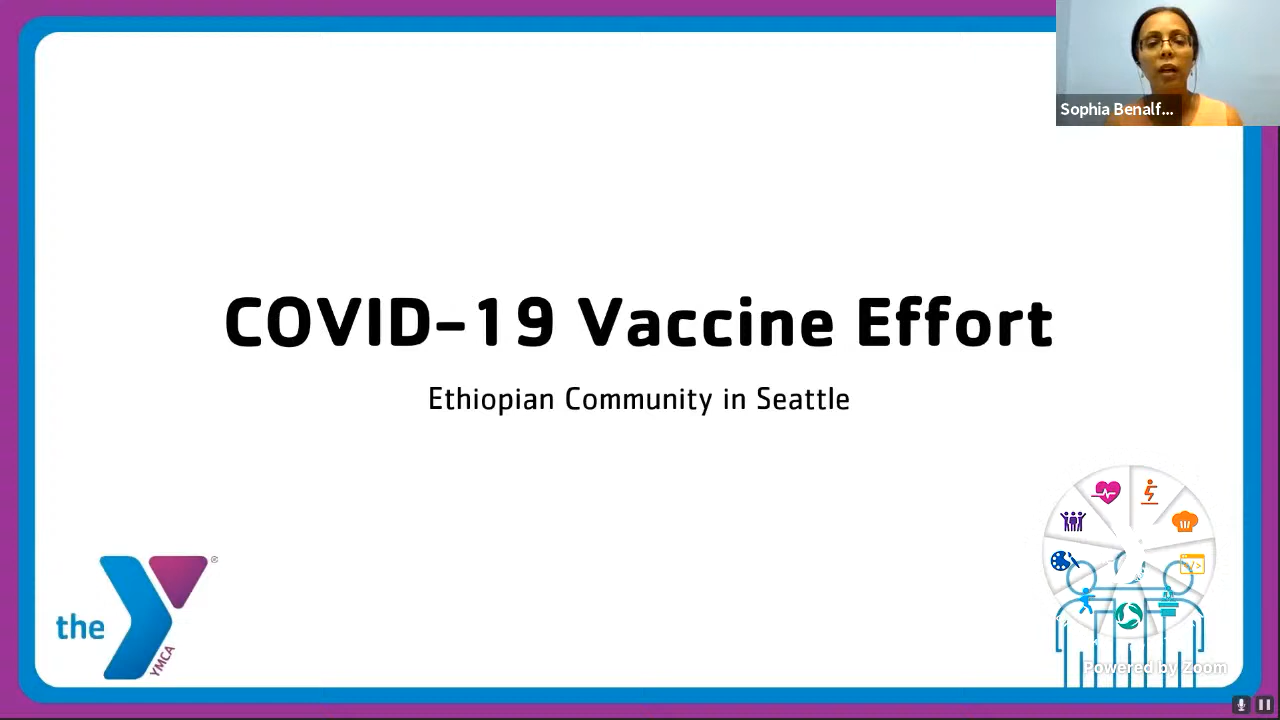 Sophia Benalf...
COVID-19 Vaccine Effort
Ethiopian Community in Seattle
the
YMCA
®
</>
Powered by Zoom